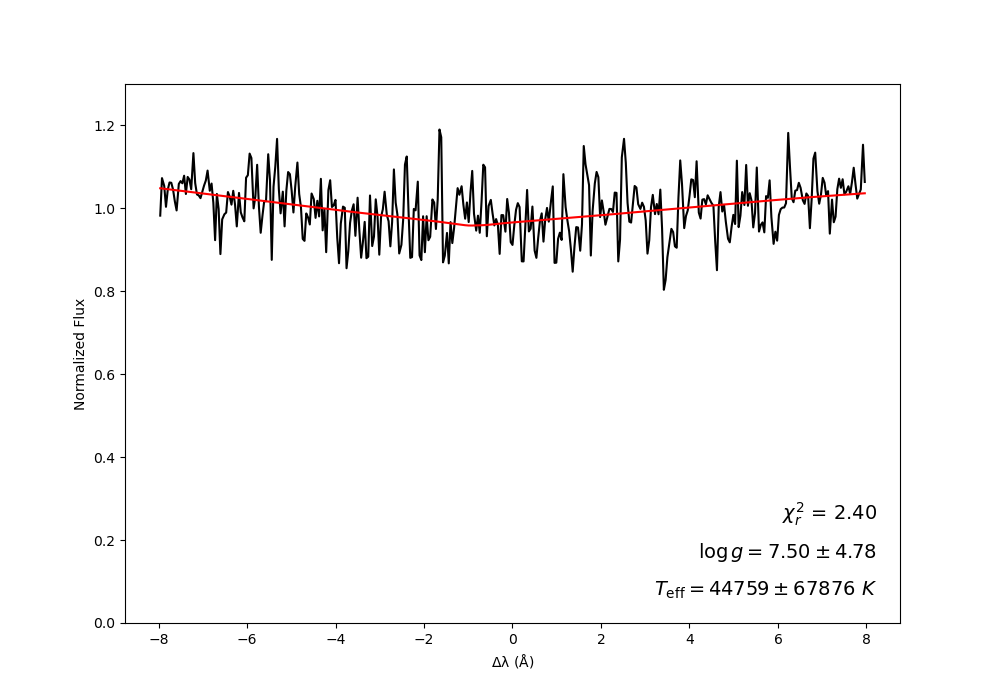 1.2
1.0
0.8
0.6
0.4
0.2
0.0
Normalized Flux
χ²ᵣ = 2.40
log g = 7.50 ± 4.78
T_eff = 44759 ± 67876 K
−8 −6 −4 −2 0 2 4 6 8
Δλ (Å)